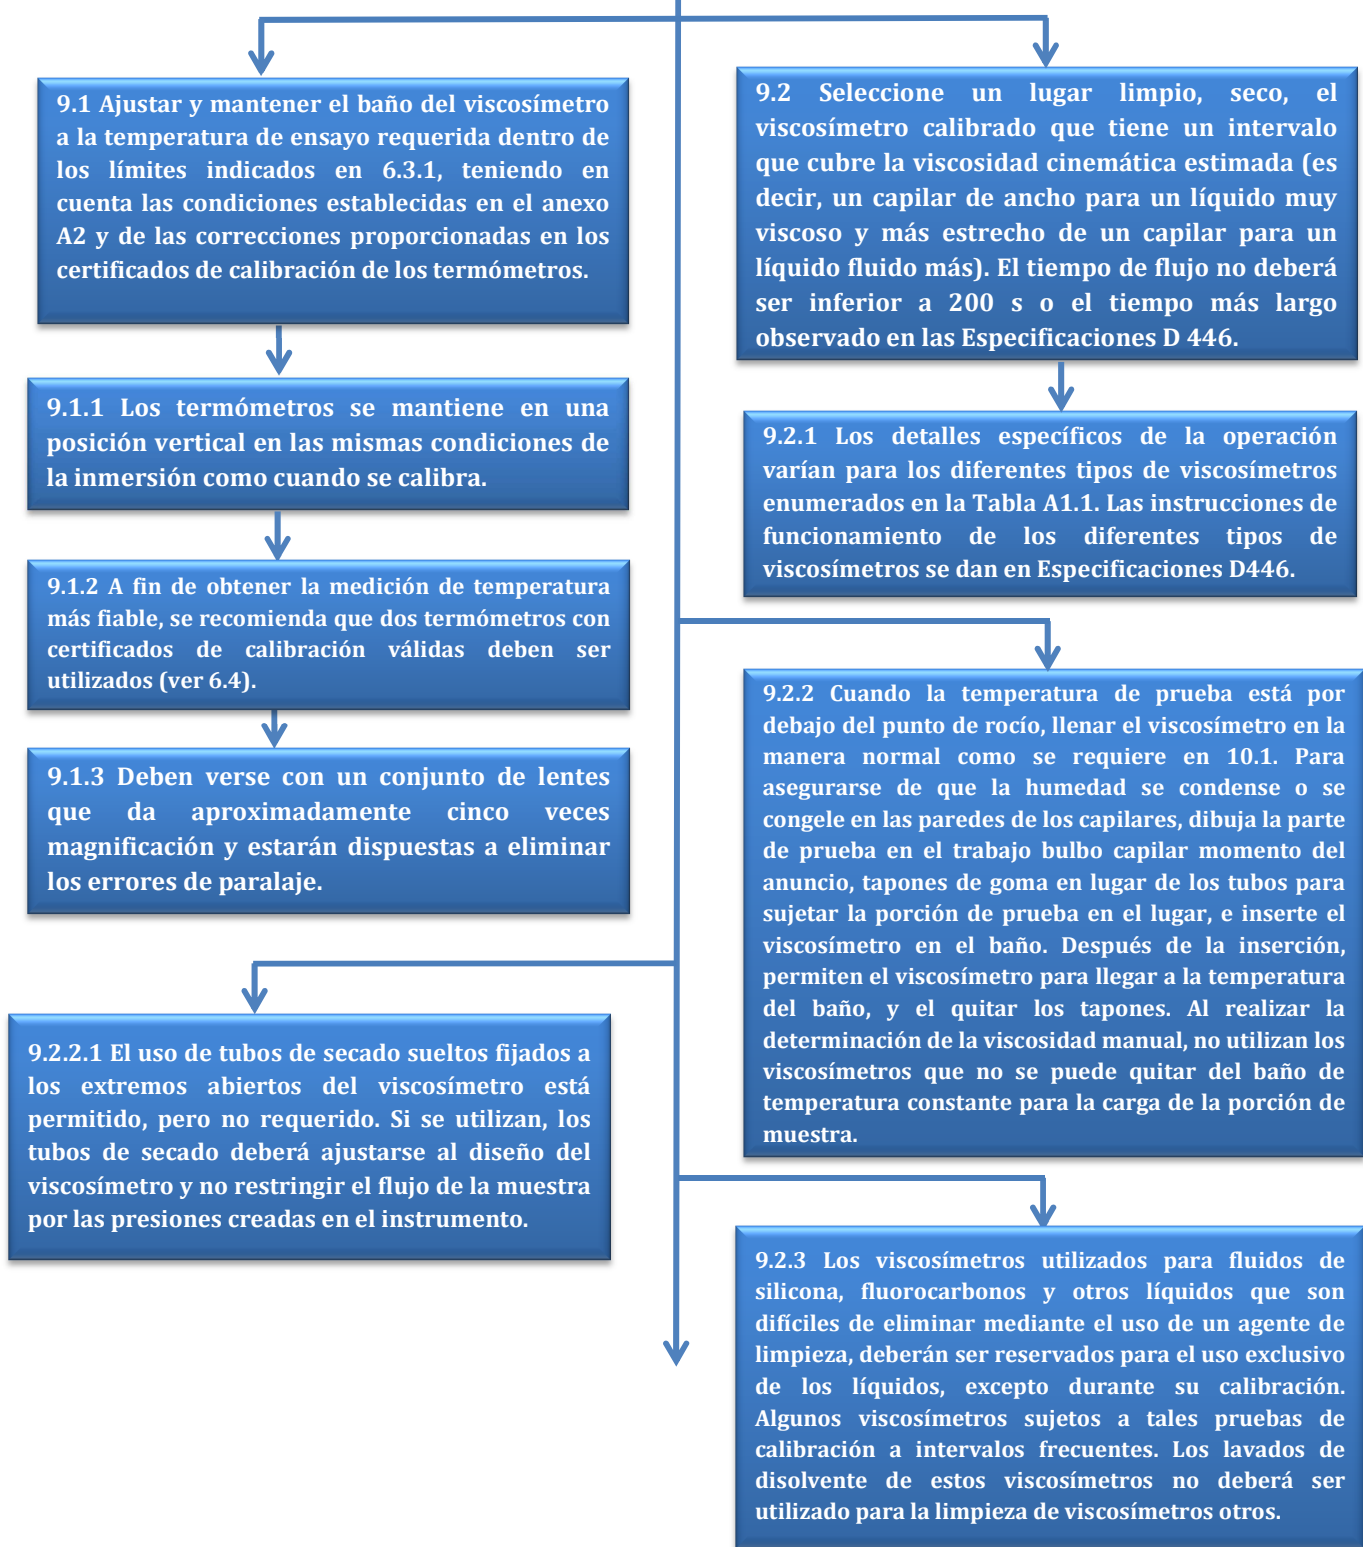 9.1 Ajustar y mantener el baño del viscosímetro
a la temperatura de ensayo requerida dentro de
los límites indicados en 6.3.1, teniendo en
cuenta las condiciones establecidas en el anexo
A2 y de las correcciones proporcionadas en los
certificados de calibración de los termómetros.
9.1.1 Los termómetros se mantiene en una
posición vertical en las mismas condiciones de
la inmersión como cuando se calibra.
9.1.2 A fin de obtener la medición de temperatura
más fiable, se recomienda que dos termómetros con
certificados de calibración válidas deben ser
utilizados (ver 6.4).
9.1.3 Deben verse con un conjunto de lentes
que da aproximadamente cinco veces
magnificación y estarán dispuestas a eliminar
los errores de paralaje.
9.2 Seleccione un lugar limpio, seco, el
viscosímetro calibrado que tiene un intervalo
que cubre la viscosidad cinemática estimada (es
decir, un capilar de ancho para un líquido muy
viscoso y más estrecho de un capilar para un
líquido fluido más). El tiempo de flujo no deberá
ser inferior a 200 s o el tiempo más largo
observado en las Especificaciones D 446.
9.2.1 Los detalles específicos de la operación
varían para los diferentes tipos de viscosímetros
enumerados en la Tabla A1.1. Las instrucciones de
funcionamiento de los diferentes tipos de
viscosímetros se dan en Especificaciones D446.
9.2.2 Cuando la temperatura de prueba está por
debajo del punto de rocío, llenar el viscosímetro en la
manera normal como se requiere en 10.1. Para
asegurarse de que la humedad se condense o se
congele en las paredes de los capilares, dibuja la parte
de prueba en el trabajo bulbo capilar momento del
anuncio, tapones de goma en lugar de los tubos para
sujetar la porción de prueba en el lugar, e inserte el
viscosímetro en el baño. Después de la inserción,
permiten el viscosímetro para llegar a la temperatura
del baño, y el quitar los tapones. Al realizar la
determinación de la viscosidad manual, no utilizan los
viscosímetros que no se puede quitar del baño de
temperatura constante para la carga de la porción de
muestra.
9.2.2.1 El uso de tubos de secado sueltos fijados a
los extremos abiertos del viscosímetro está
permitido, pero no requerido. Si se utilizan, los
tubos de secado deberá ajustarse al diseño del
viscosímetro y no restringir el flujo de la muestra
por las presiones creadas en el instrumento.
9.2.3 Los viscosímetros utilizados para fluidos de
silicona, fluorocarbonos y otros líquidos que son
difíciles de eliminar mediante el uso de un agente de
limpieza, deberán ser reservados para el uso exclusivo
de los líquidos, excepto durante su calibración.
Algunos viscosímetros sujetos a tales pruebas de
calibración a intervalos frecuentes. Los lavados de
disolvente de estos viscosímetros no deberá ser
utilizado para la limpieza de viscosímetros otros.